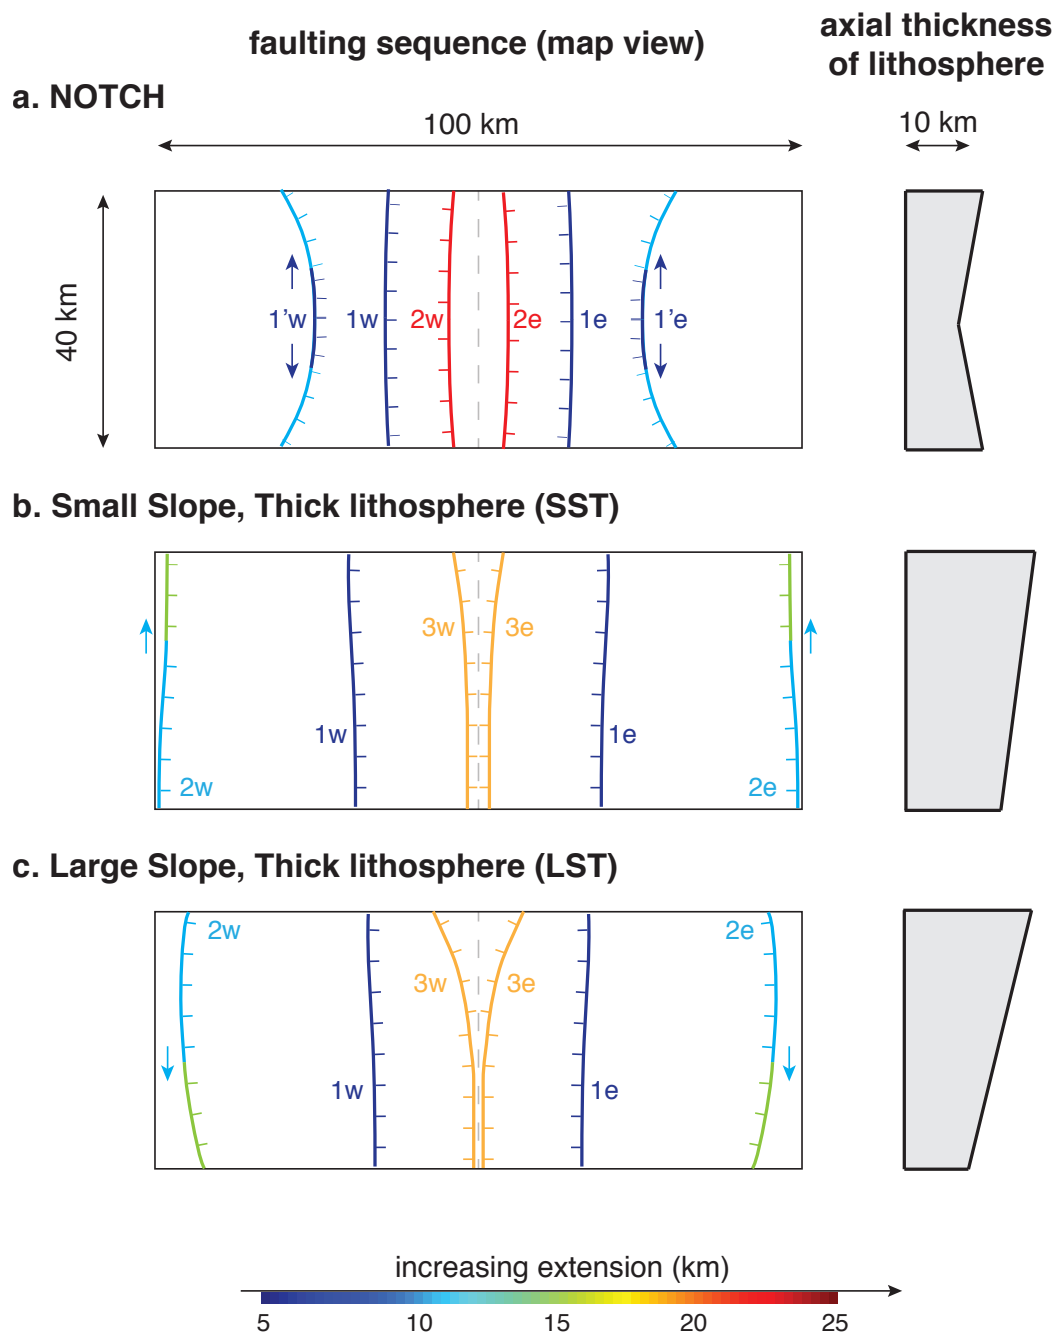 faulting sequence (map view)
axial thickness
of lithosphere
a. NOTCH
100 km
10 km
40 km
1'w
1w
2w
2e
1e
1'e
b. Small Slope, Thick lithosphere (SST)
3w
3e
1w
1e
2w
2e
c. Large Slope, Thick lithosphere (LST)
2w
2e
3w
3e
1w
1e
increasing extension (km)
5
10
15
20
25